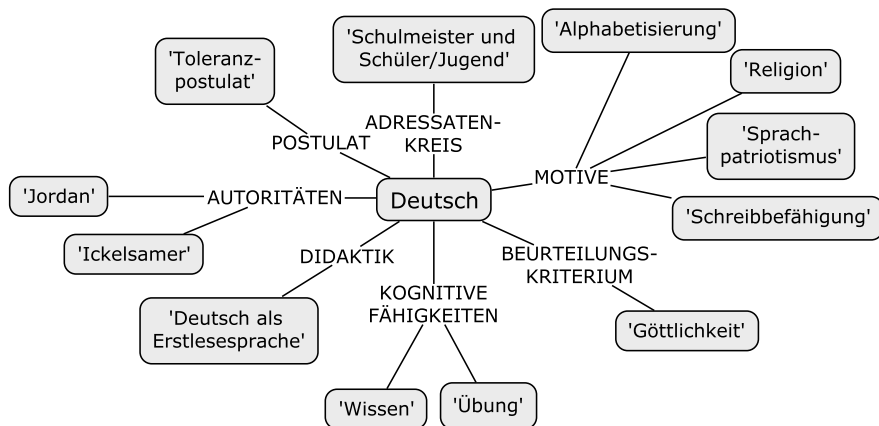 'Toleranz-
postulat'
'Schulmeister und
Schüler/Jugend'
'Alphabetisierung'
'Religion'
'Sprach-
patriotismus'
'Schreibbefähigung'
POSTULAT
ADRESSATEN-
KREIS
MOTIVE
'Jordan'
AUTORITÄTEN
Deutsch
'Ickelsamer'
DIDAKTIK
BEURTEILUNGS-
KRITERIUM
KOGNITIVE
FÄHIGKEITEN
'Deutsch als
Erstlesesprache'
'Göttlichkeit'
'Wissen'
'Übung'